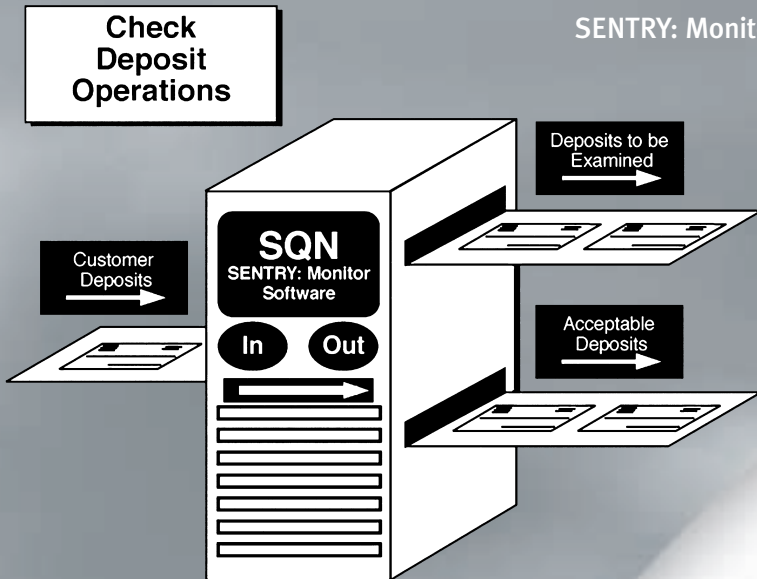 Check
Deposit
Operations
SENTRY: Monit
Deposits to be
Examined
Customer
Deposits
SQN
SENTRY: Monitor
Software
In Out
Acceptable
Deposits